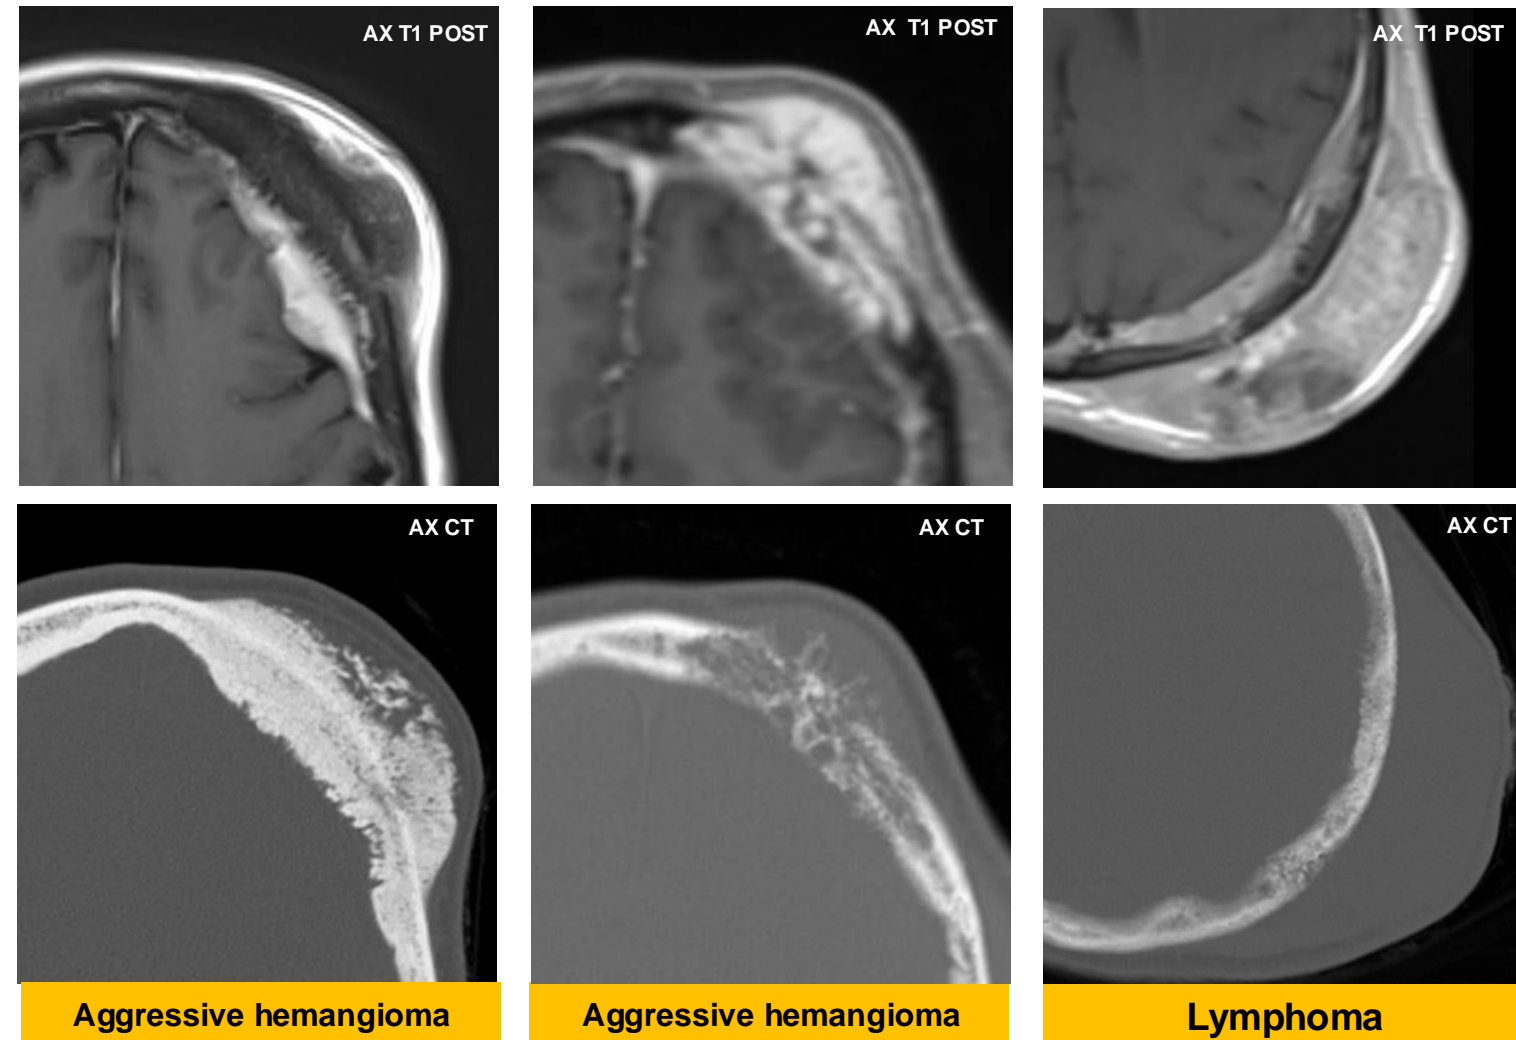 AX T1 POST
AX T1 POST
AX T1 POST
AX CT
AX CT
AX CT
Aggressive hemangioma
Aggressive hemangioma
Lymphoma